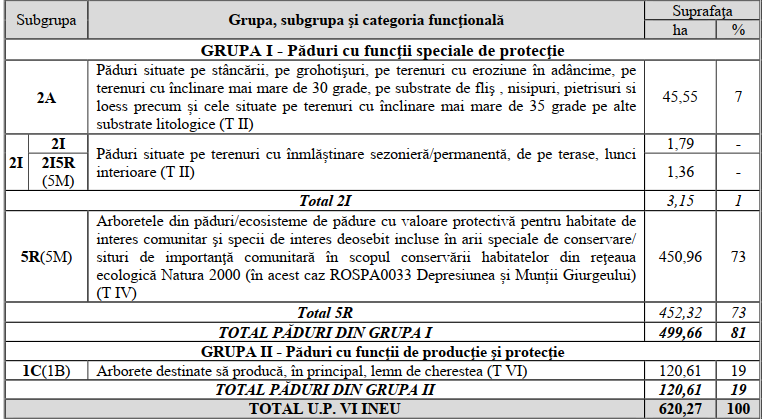 Subgrupa Grupa, subgrupa și categoria funcțională Suprafața
ha %
GRUPA I - Păduri cu funcții speciale de protecție
2A Păduri situate pe stâncării, pe grohotișuri, pe terenuri cu eroziune în adâncime, pe
terenuri cu înclinare mai mare de 30 grade, pe substrate de fliș , nisipuri, pietrisuri si
loess precum și cele situate pe terenuri cu înclinare mai mare de 35 grade pe alte
substrate litologice (T II) 45,55 7
2I 2I Păduri situate pe terenuri cu înmlăștinare sezonieră/permanentă, de pe terase, lunci
interioare (T II) 1,79 -
2I5R
(5M) 1,36 -
Total 2I 3,15 1
5R(5M) Arboretele din păduri/ecosisteme de pădure cu valoare protectivă pentru habitate de
interes comunitar și specii de interes deosebit incluse în arii speciale de conservare/
situri de importanță comunitară în scopul conservării habitatelor din rețeaua
ecologică Natura 2000 (în acest caz ROSPA0033 Depresiunea și Munții Giurgeului)
(T IV) 450,96 73
Total 5R 452,32 73
TOTAL PĂDURI DIN GRUPA I 499,66 81
GRUPA II - Păduri cu funcții de producție și protecție
1C(1B) Arborete destinate să producă, în principal, lemn de cherestea (T VI) 120,61 19
TOTAL PĂDURI DIN GRUPA II 120,61 19
TOTAL U.P. VI INEU 620,27 100